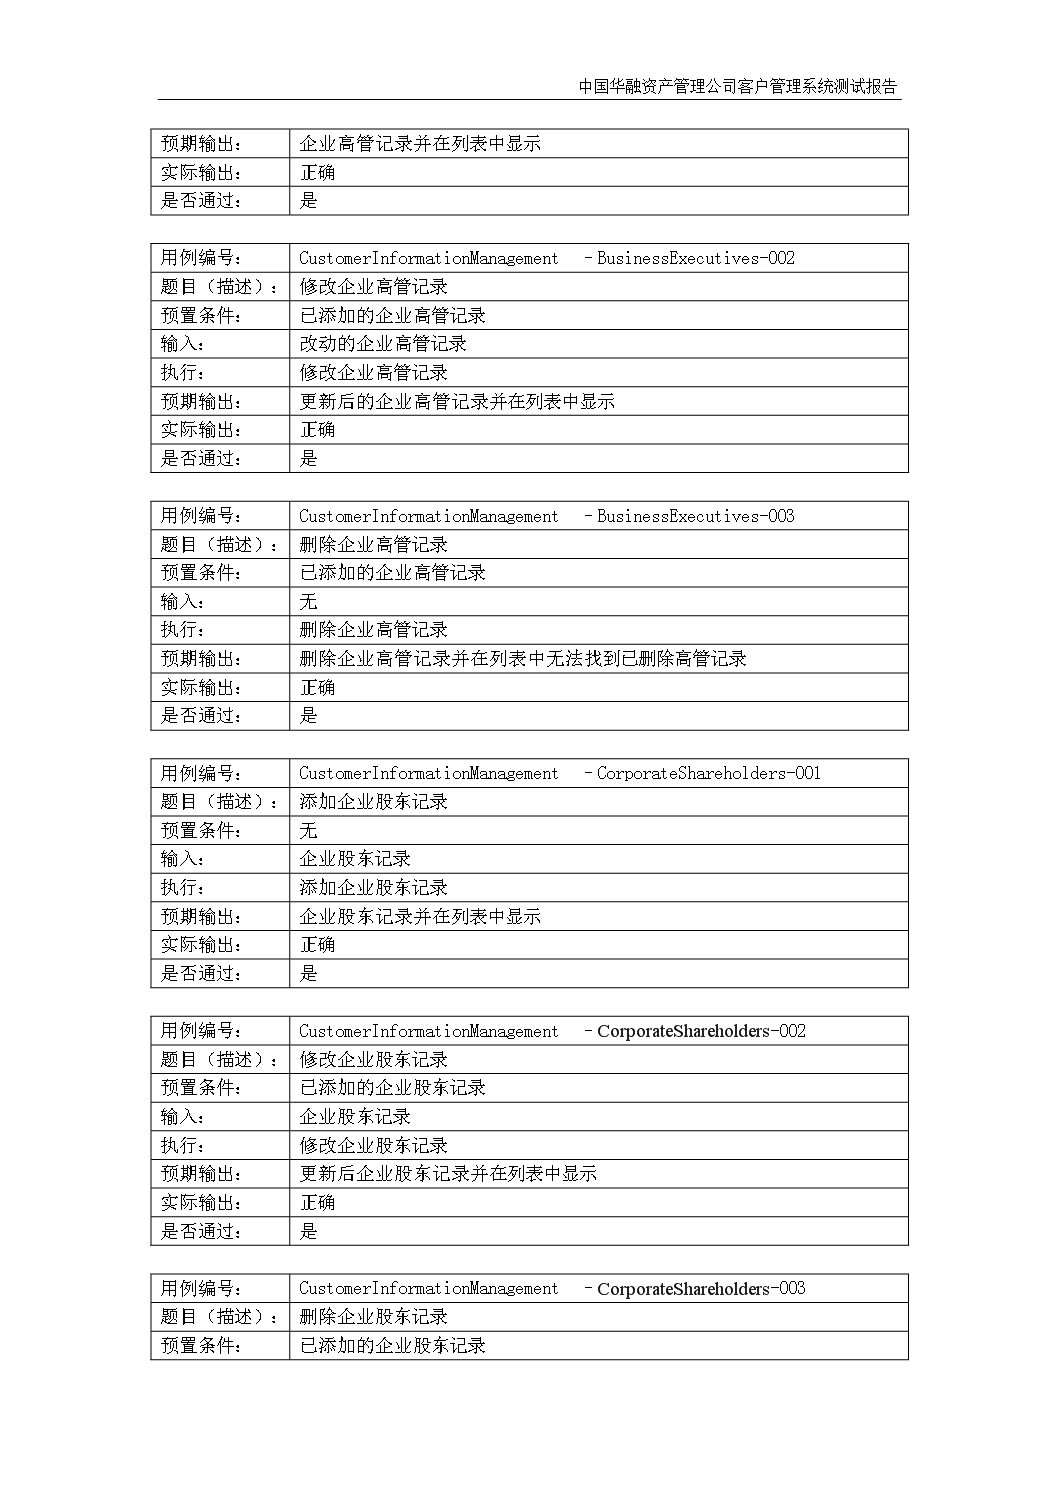 中国华融资产管理公司客户管理系统测试报告
预期输出： 企业高管记录并在列表中显示
实际输出： 正确
是否通过： 是
用例编号： CustomerInformationManagement –BusinessExecutives-002
题目（描述）： 修改企业高管记录
预置条件： 已添加的企业高管记录
输入： 改动的企业高管记录
执行： 修改企业高管记录
预期输出： 更新后的企业高管记录并在列表中显示
实际输出： 正确
是否通过： 是
用例编号： CustomerInformationManagement –BusinessExecutives-003
题目（描述）： 删除企业高管记录
预置条件： 已添加的企业高管记录
输入： 无
执行： 删除企业高管记录
预期输出： 删除企业高管记录并在列表中无法找到已删除高管记录
实际输出： 正确
是否通过： 是
用例编号： CustomerInformationManagement –CorporateShareholders-001
题目（描述）： 添加企业股东记录
预置条件： 无
输入： 企业股东记录
执行： 添加企业股东记录
预期输出： 企业股东记录并在列表中显示
实际输出： 正确
是否通过： 是
用例编号： CustomerInformationManagement –CorporateShareholders-002
题目（描述）： 修改企业股东记录
预置条件： 已添加的企业股东记录
输入： 企业股东记录
执行： 修改企业股东记录
预期输出： 更新后企业股东记录并在列表中显示
实际输出： 正确
是否通过： 是
用例编号： CustomerInformationManagement –CorporateShareholders-003
题目（描述）： 删除企业股东记录
预置条件： 已添加的企业股东记录